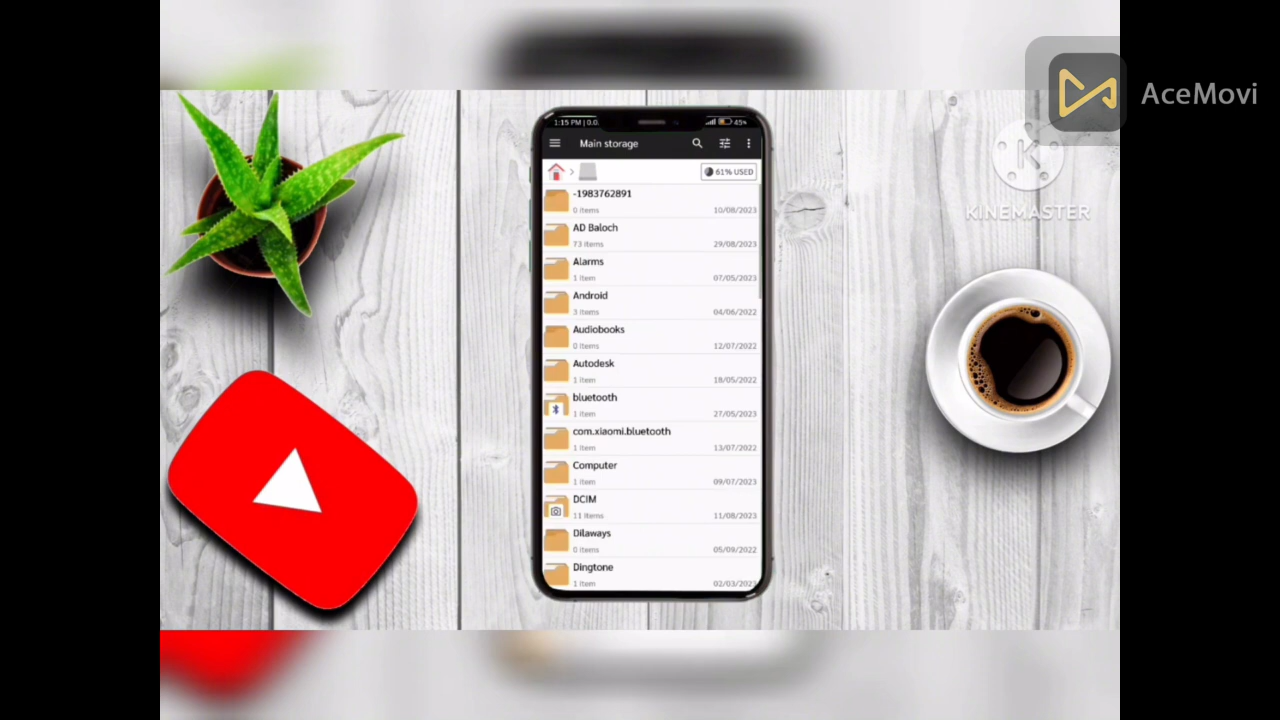 AceMovi
KINEMASTER
1:15 PM | 0.0
45%
Main storage
61% USED
-1983762891
0 items
10/08/2023
AD Baloch
73 items
29/08/2023
Alarms
1 item
07/05/2023
Android
3 items
04/06/2022
Audiobooks
0 items
12/07/2022
Autodesk
1 item
18/05/2022
bluetooth
1 item
27/05/2023
com.xiaomi.bluetooth
1 item
13/07/2022
Computer
1 item
09/07/2023
DCIM
11 items
11/08/2023
Dilaways
0 items
05/09/2022
Dingtone
1 item
02/03/2023